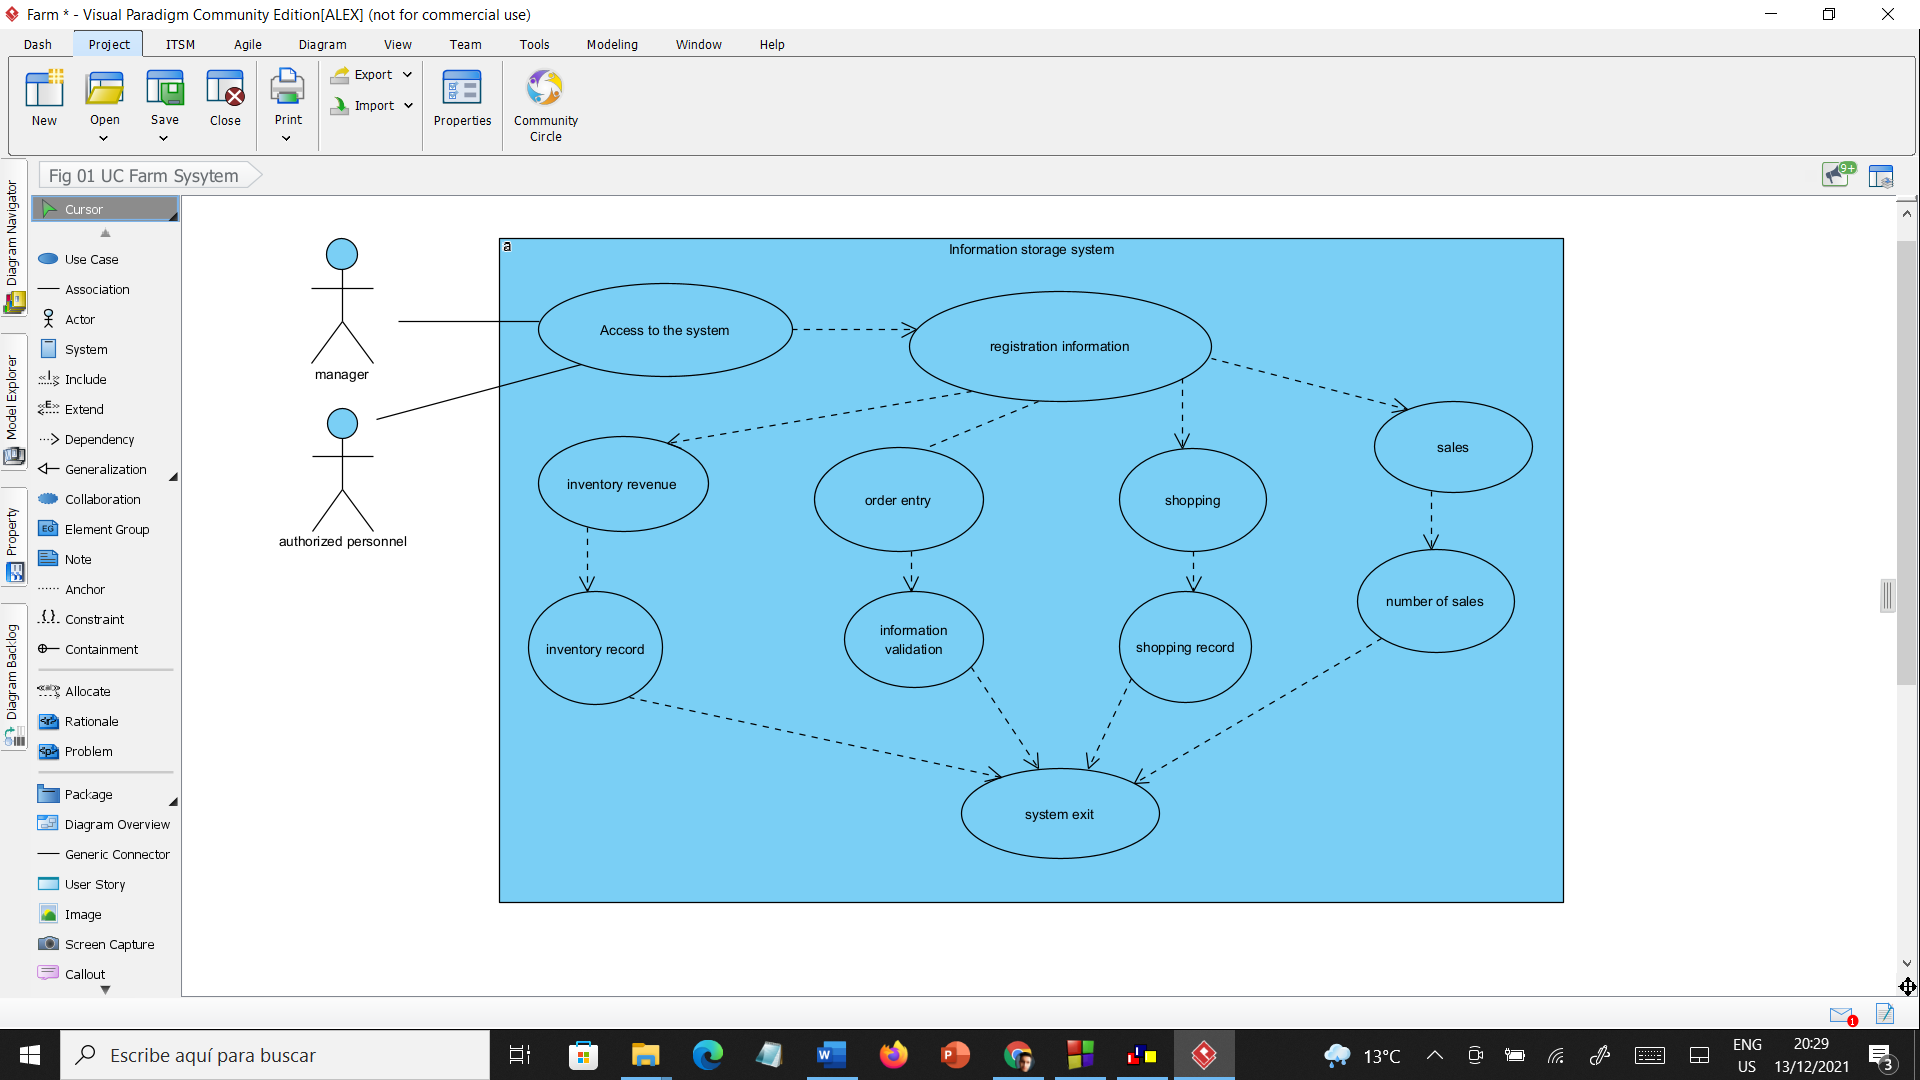 Farm * - Visual Paradigm Community Edition[ALEX] (not for commercial use)
Dash Project ITSM Agile Diagram View Team Tools Modeling Window Help
New Open Save Close Print Export Import Properties Community Circle
Fig 01 UC Farm Sysytem
9+
Diagram Navigator
Model Explorer
Property
Diagram Backlog
Cursor
Use Case
Association
Actor
System
Include
Extend
Dependency
Generalization
Collaboration
Element Group
Note
Anchor
Constraint
Containment
Allocate
Rationale
Problem
Package
Diagram Overview
Generic Connector
User Story
Image
Screen Capture
Callout
a
Information storage system
manager
authorized personnel
Access to the system
registration information
inventory revenue
order entry
shopping
sales
inventory record
information
validation
shopping record
number of sales
system exit
1
Escribe aquí para buscar
13°C
ENG
US
20:29
13/12/2021
3